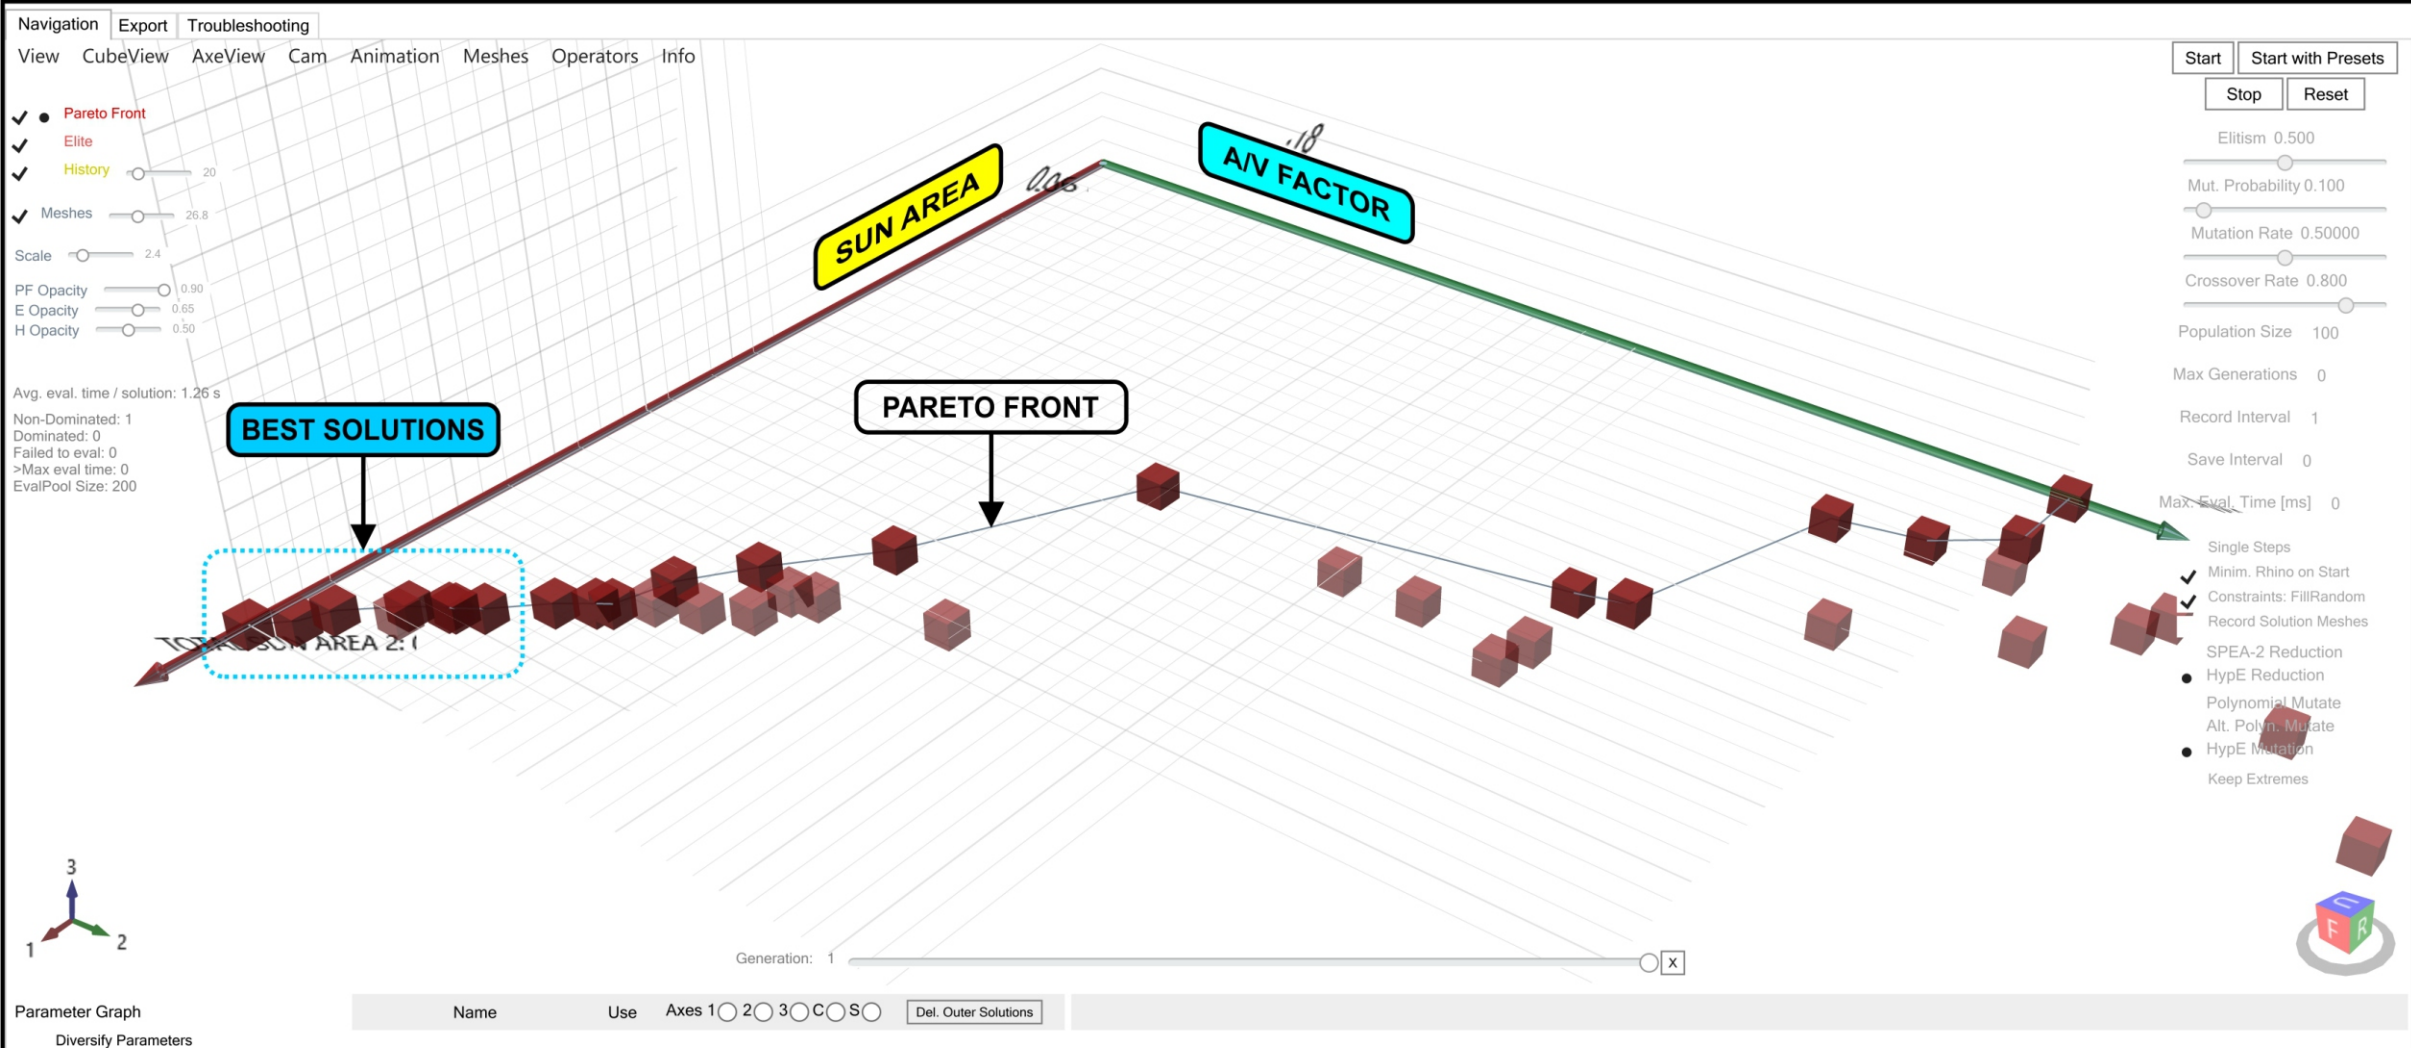 Navigation Export Troubleshooting
View CubeView AxeView Cam Animation Meshes Operators Info
Start Start with Presets
Stop Reset
Pareto Front
Elite
History 20
Meshes 26.8
Scale 2.4
PF Opacity 0.90
E Opacity 0.65
H Opacity 0.50
Avg. eval. time / solution: 1.26 s
Non-Dominated: 1
Dominated: 0
Failed to eval: 0
>Max eval time: 0
EvalPool Size: 200
BEST SOLUTIONS
SUN AREA
.18
A/V FACTOR
PARETO FRONT
AREA 2:
Elitism 0.500
Mut. Probability 0.100
Mutation Rate 0.50000
Crossover Rate 0.800
Population Size 100
Max Generations 0
Record Interval 1
Save Interval 0
Max. Eval. Time [ms] 0
Single Steps
Minim. Rhino on Start
Constraints: FillRandom
Record Solution Meshes
SPEA-2 Reduction
HypE Reduction
Polynomial Mutate
Alt. Polyn. Mutate
HypE Mutation
Keep Extremes
3
1 2
U
F R
Generation: 1 X
Parameter Graph Name Use Axes 1 2 3 C S Del. Outer Solutions
Diversify Parameters